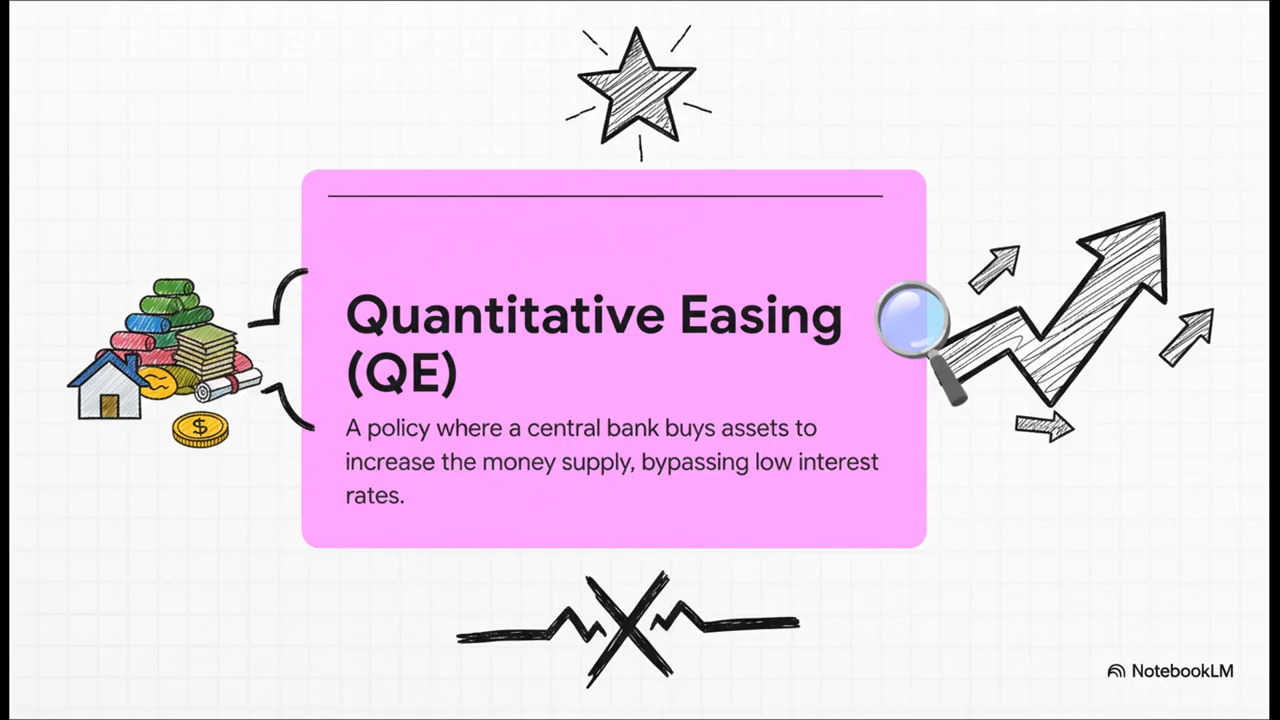 Quantitative Easing
(QE)
A policy where a central bank buys assets to
increase the money supply, bypassing low interest
rates.
$
NotebookLM